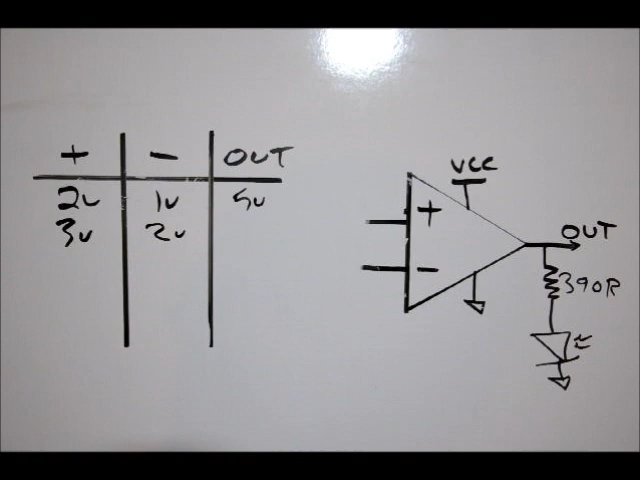 + - OUT
2v 1v 5v
3v 2v
VCC
+
-
OUT
390R